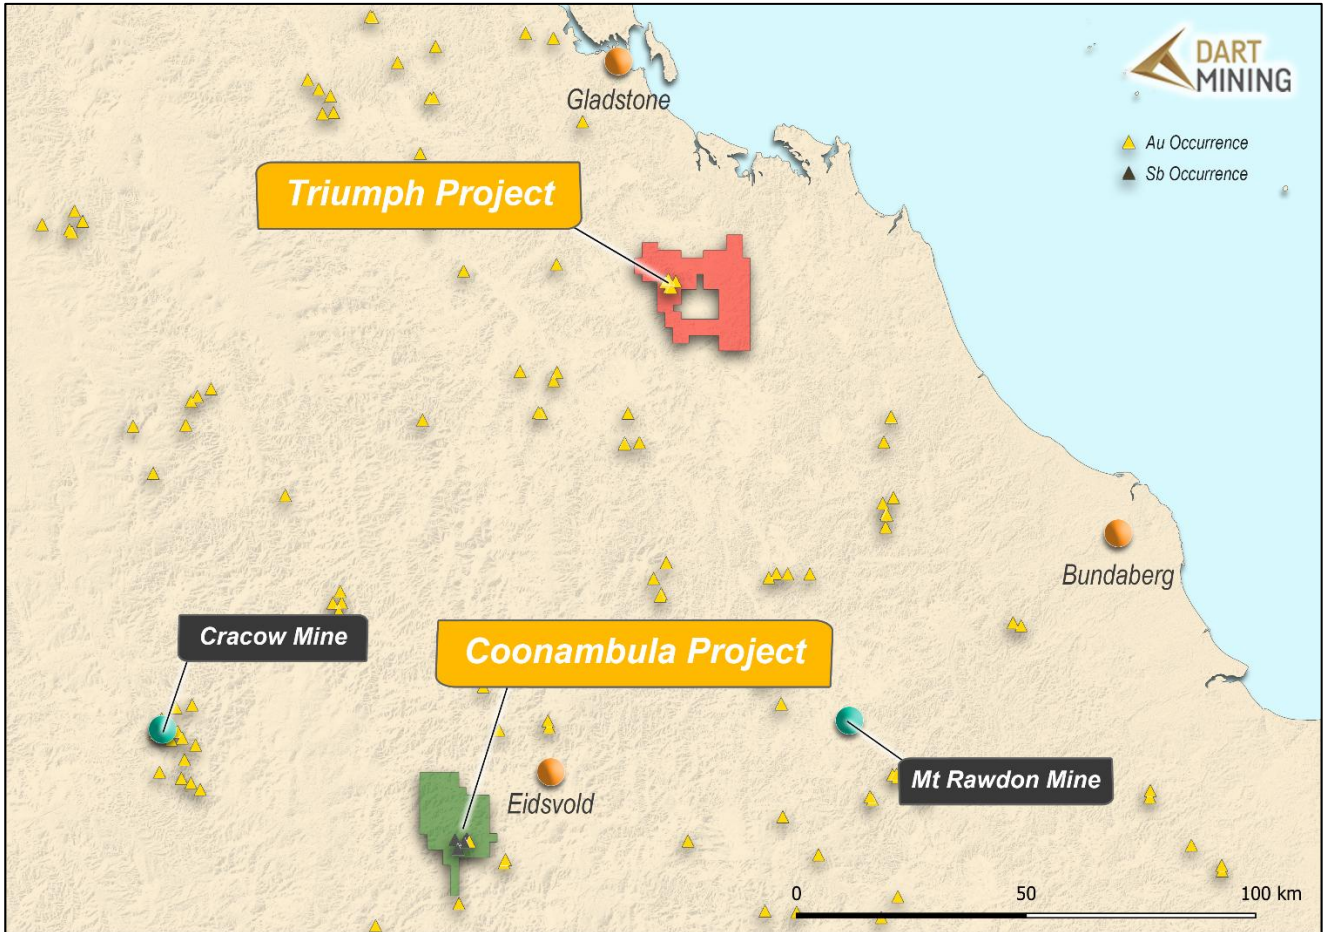 DART
MINING
Gladstone
Au Occurrence
Sb Occurrence
Triumph Project
Bundaberg
Cracow Mine
Coonambula Project
Mt Rawdon Mine
Eidsvold
0 50 100 km